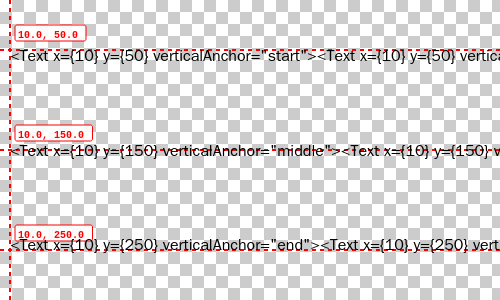 10.0, 50.0
<Text x={10} y={50} verticalAnchor="start"><Text x={10} y={50} vertica
10.0, 150.0
<Text x={10} y={150} verticalAnchor="middle"><Text x={10} y={150} v
10.0, 250.0
<Text x={10} y={250} verticalAnchor="end"><Text x={10} y={250} vert